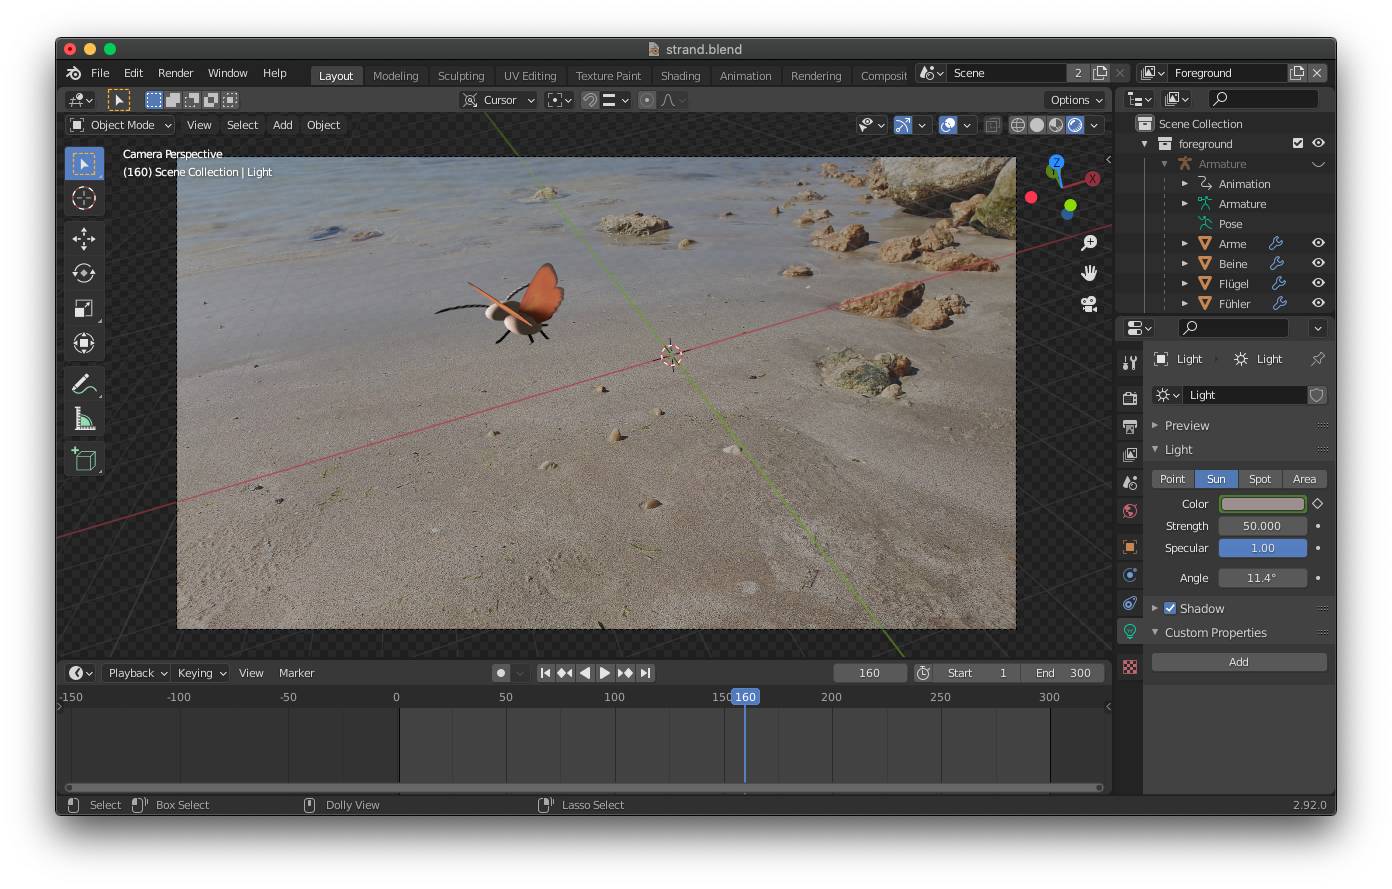 strand.blend
File Edit Render Window Help Layout Modeling Sculpting UV Editing Texture Paint Shading Animation Rendering Composit Scene 2 Foreground
Cursor Options
Object Mode View Select Add Object
Camera Perspective
(160) Scene Collection | Light
Z
X
Y
Scene Collection
foreground
Armature
Animation
Armature
Pose
Arme
Beine
Flügel
Fühler
Light Light
Light
Preview
Light
Point Sun Spot Area
Color
Strength 50.000
Specular 1.00
Angle 11.4°
Shadow
Custom Properties
Add
Playback Keying View Marker 160 Start 1 End 300
-150 -100 -50 0 50 100 150 160 200 250 300
Select Box Select Dolly View Lasso Select 2.92.0